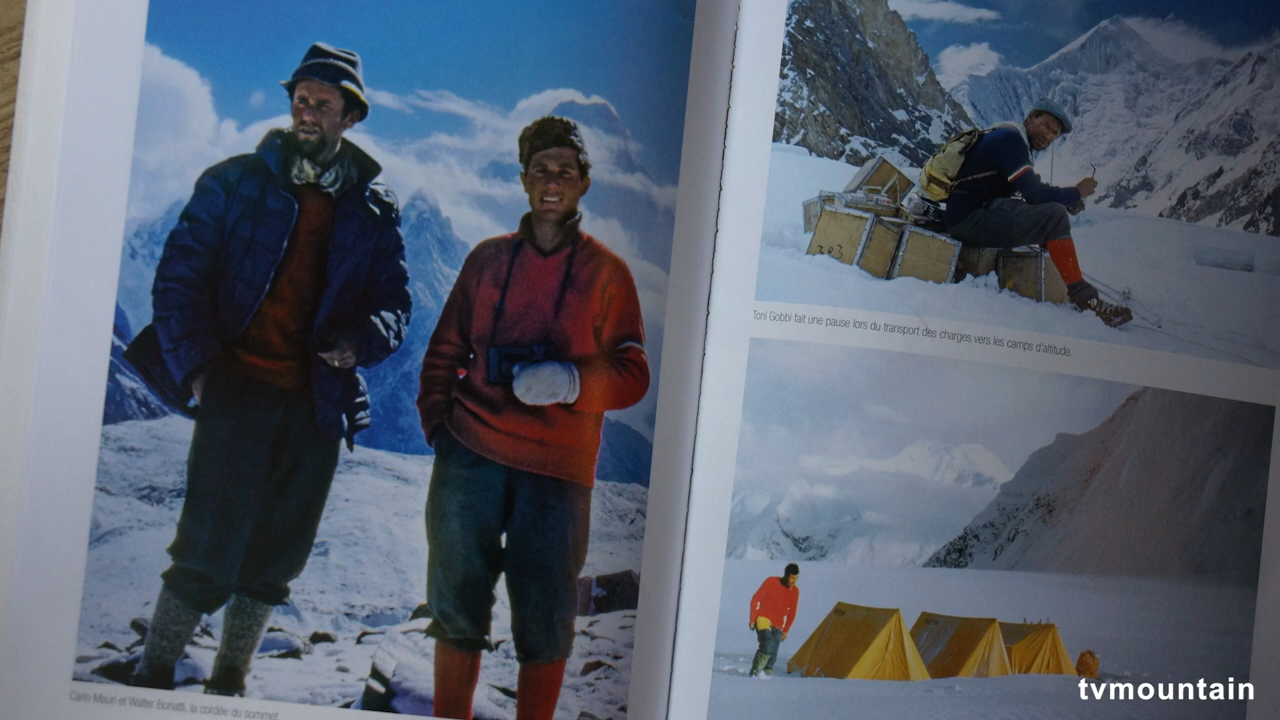 Carlo Mauri et Walter Bonatti, la cordée du sommet.
303
Toni Gobbi fait une pause lors du transport des charges vers les camps d'altitude.
tvmountain